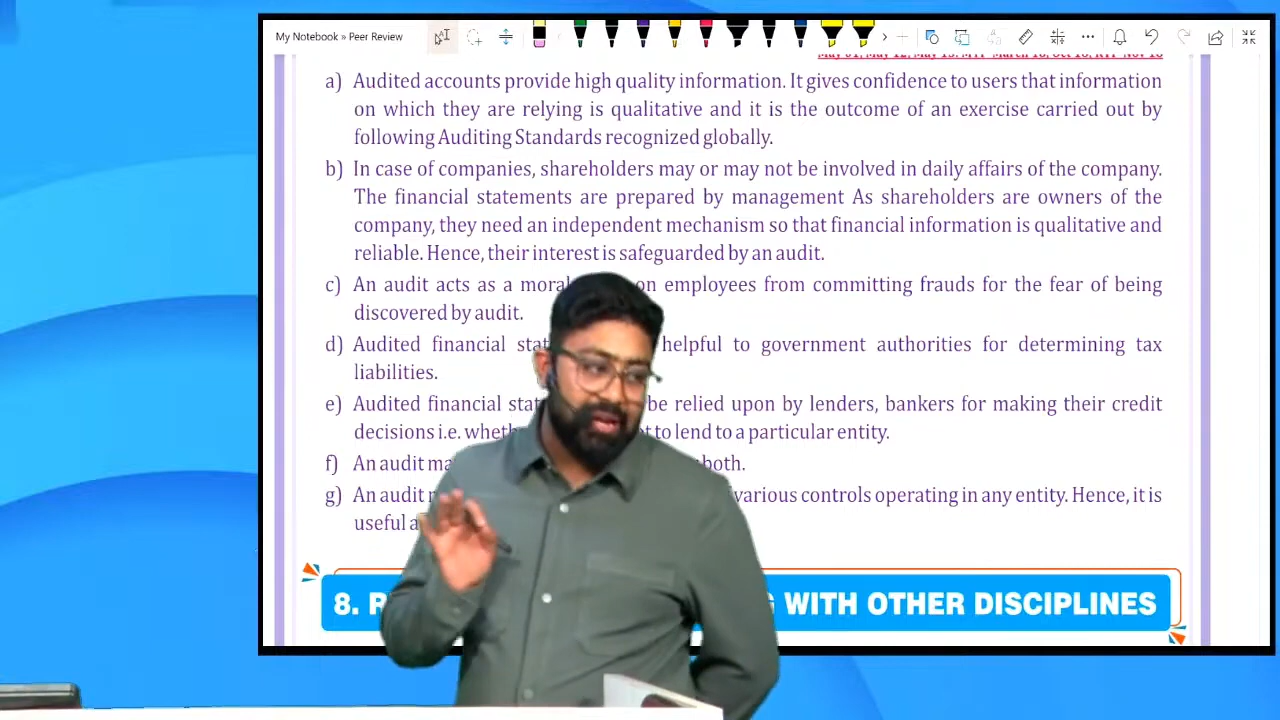 My Notebook » Peer Review
a) Audited accounts provide high quality information. It gives confidence to users that information
on which they are relying is qualitative and it is the outcome of an exercise carried out by
following Auditing Standards recognized globally.
b) In case of companies, shareholders may or may not be involved in daily affairs of the company.
The financial statements are prepared by management As shareholders are owners of the
company, they need an independent mechanism so that financial information is qualitative and
reliable. Hence, their interest is safeguarded by an audit.
c) An audit acts as a moral on employees from committing frauds for the fear of being
discovered by audit.
d) Audited financial helpful to government authorities for determining tax
liabilities.
e) Audited financial be relied upon by lenders, bankers for making their credit
decisions i.e. to lend to a particular entity.
f) An audit both.
g) An audit various controls operating in any entity. Hence, it is
useful
8. WITH OTHER DISCIPLINES